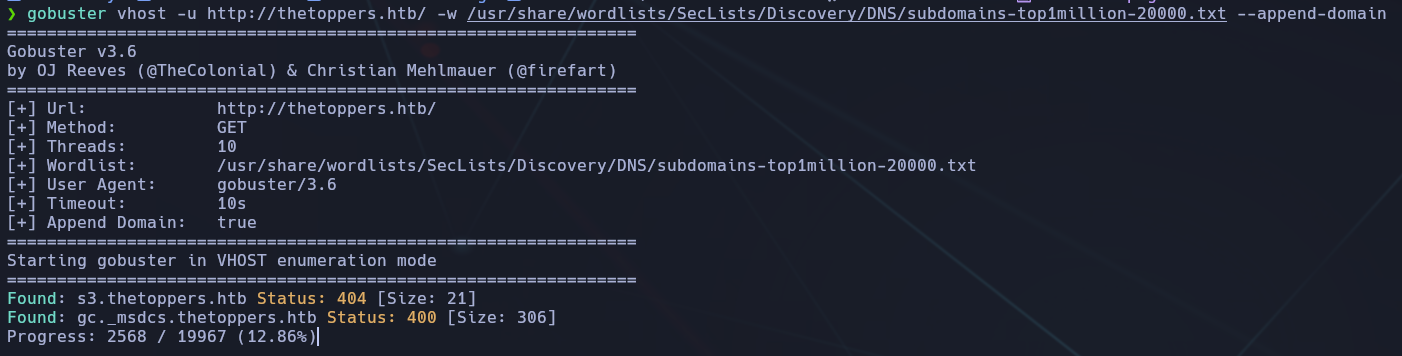 ❯ gobuster vhost -u http://thetoppers.htb/ -w /usr/share/wordlists/SecLists/Discovery/DNS/subdomains-top1million-20000.txt --append-domain
===============================================================
Gobuster v3.6
by OJ Reeves (@TheColonial) & Christian Mehlmauer (@firefart)
===============================================================
[+] Url:             http://thetoppers.htb/
[+] Method:          GET
[+] Threads:         10
[+] Wordlist:        /usr/share/wordlists/SecLists/Discovery/DNS/subdomains-top1million-20000.txt
[+] User Agent:      gobuster/3.6
[+] Timeout:         10s
[+] Append Domain:   true
===============================================================
Starting gobuster in VHOST enumeration mode
===============================================================
Found: s3.thetoppers.htb Status: 404 [Size: 21]
Found: gc._msdcs.thetoppers.htb Status: 400 [Size: 306]
Progress: 2568 / 19967 (12.86%)